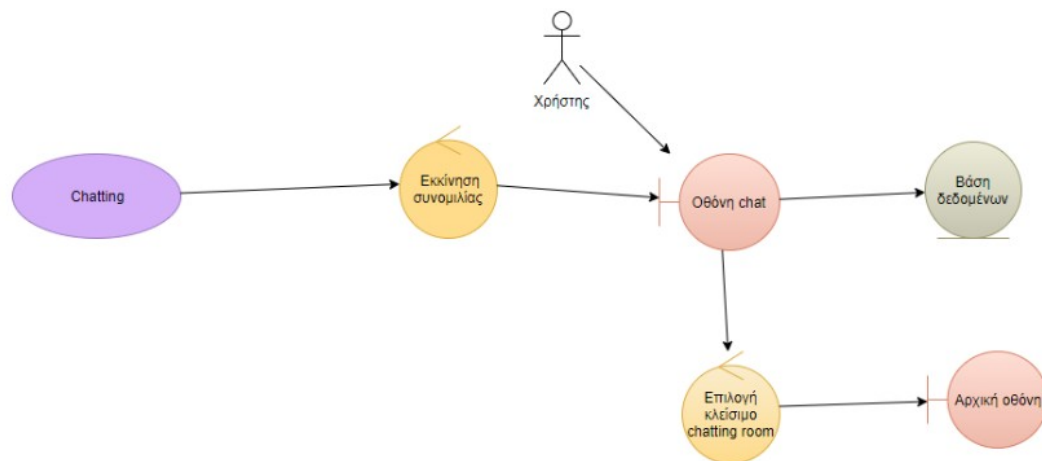 Χρήστης
Chatting
Εκκίνηση
συνομιλίας
Οθόνη chat
Βάση
δεδομένων
Επιλογή
κλείσιμο
chatting room
Αρχική οθόνη